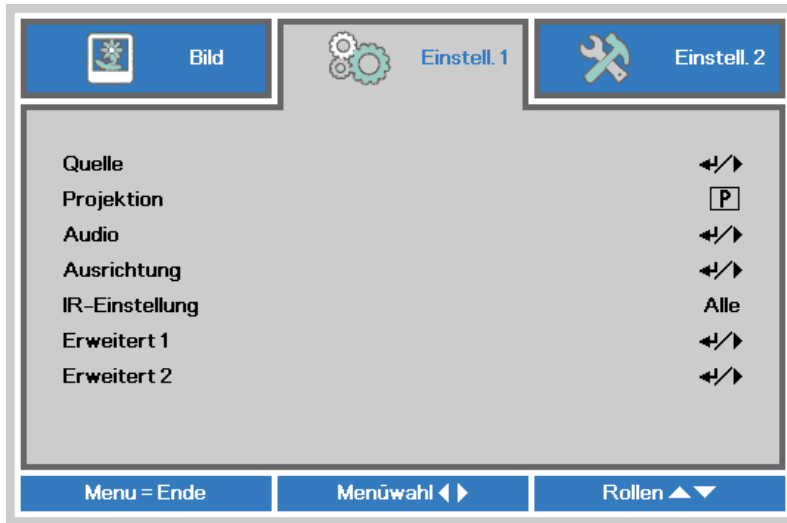 Bild
Einstell. 1
Einstell. 2
Quelle
Projektion P
Audio
Ausrichtung
IR-Einstellung Alle
Erweitert 1
Erweitert 2
Menu = Ende
Menūwahl
Rollen